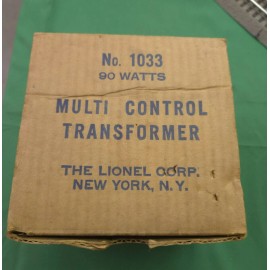 No. 1033
90 WATTS
MULTI CONTROL
TRANSFORMER
THE LIONEL CORP.
NEW YORK, N.Y.